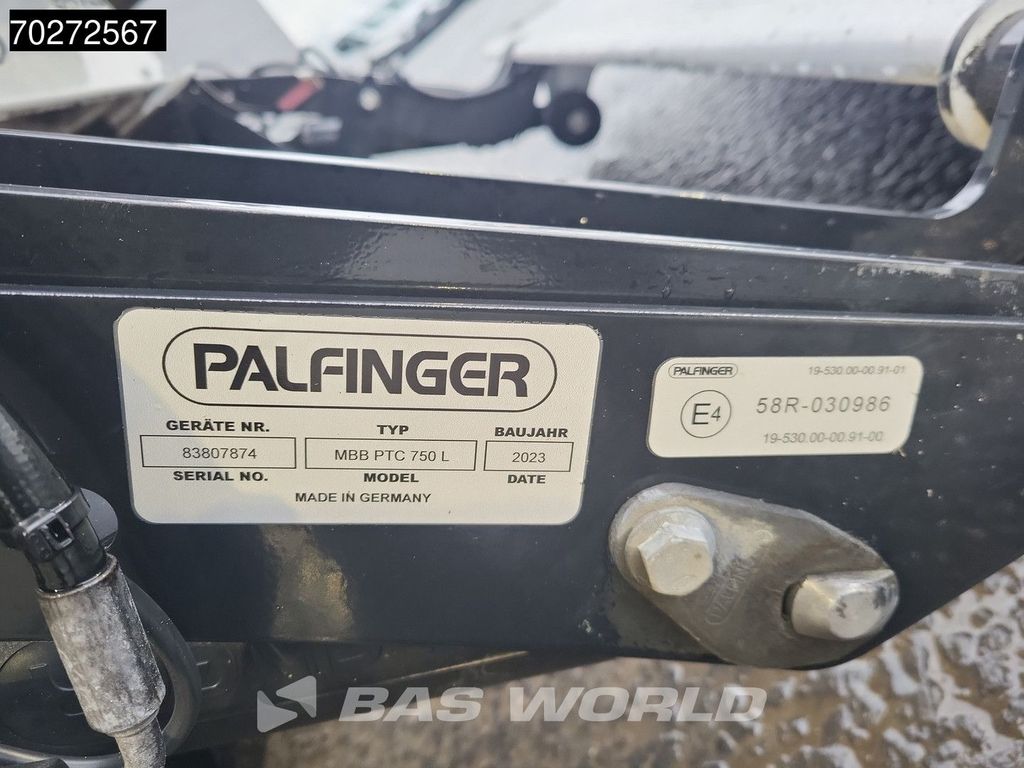 70272567
PALFINGER
GERÄTE NR. TYP BAUJAHR
83807874 MBB PTC 750 L 2023
SERIAL NO. MODEL DATE
MADE IN GERMANY
PALFINGER 19-530.00-00.91-01
E4 58R-030986
19-530.00-00.91-00
BAS WORLD